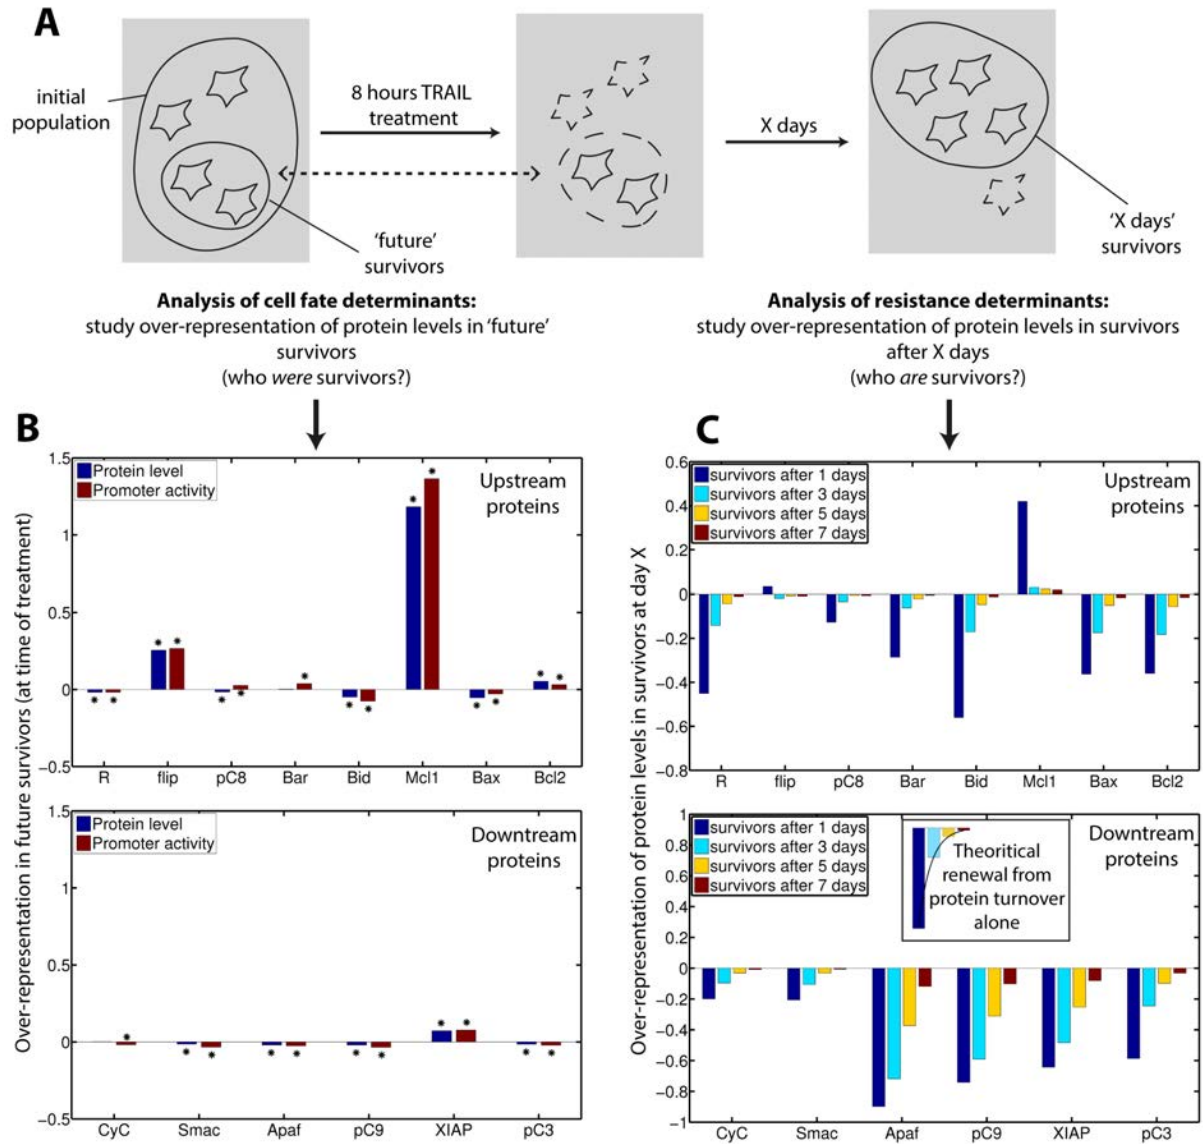 A
initial
population
8 hours TRAIL
treatment
X days
'future'
survivors
'X days'
survivors
Analysis of cell fate determinants:
study over-representation of protein levels in 'future'
survivors
(who were survivors?)
Analysis of resistance determinants:
study over-representation of protein levels in survivors
after X days
(who are survivors?)
B
Over-representation in future survivors (at time of treatment)
1.5
1
0.5
0
−0.5
Protein level
Promoter activity
Upstream
proteins
* * * * * * * * * * * * * * *
R flip pC8 Bar Bid Mcl1 Bax Bcl2
1.5
1
0.5
0
−0.5
Protein level
Promoter activity
Downtream
proteins
* * * * * * * * * * *
CyC Smac Apaf pC9 XIAP pC3
C
Over-representation of protein levels in survivors at day X
0.6
0.4
0.2
0
−0.2
−0.4
−0.6
−0.8
survivors after 1 days
survivors after 3 days
survivors after 5 days
survivors after 7 days
Upstream
proteins
R flip pC8 Bar Bid Mcl1 Bax Bcl2
1
0.8
0.6
0.4
0.2
0
−0.2
−0.4
−0.6
−0.8
−1
survivors after 1 days
survivors after 3 days
survivors after 5 days
survivors after 7 days
Theoritical
renewal from
protein turnover
alone
Downtream
proteins
CyC Smac Apaf pC9 XIAP pC3